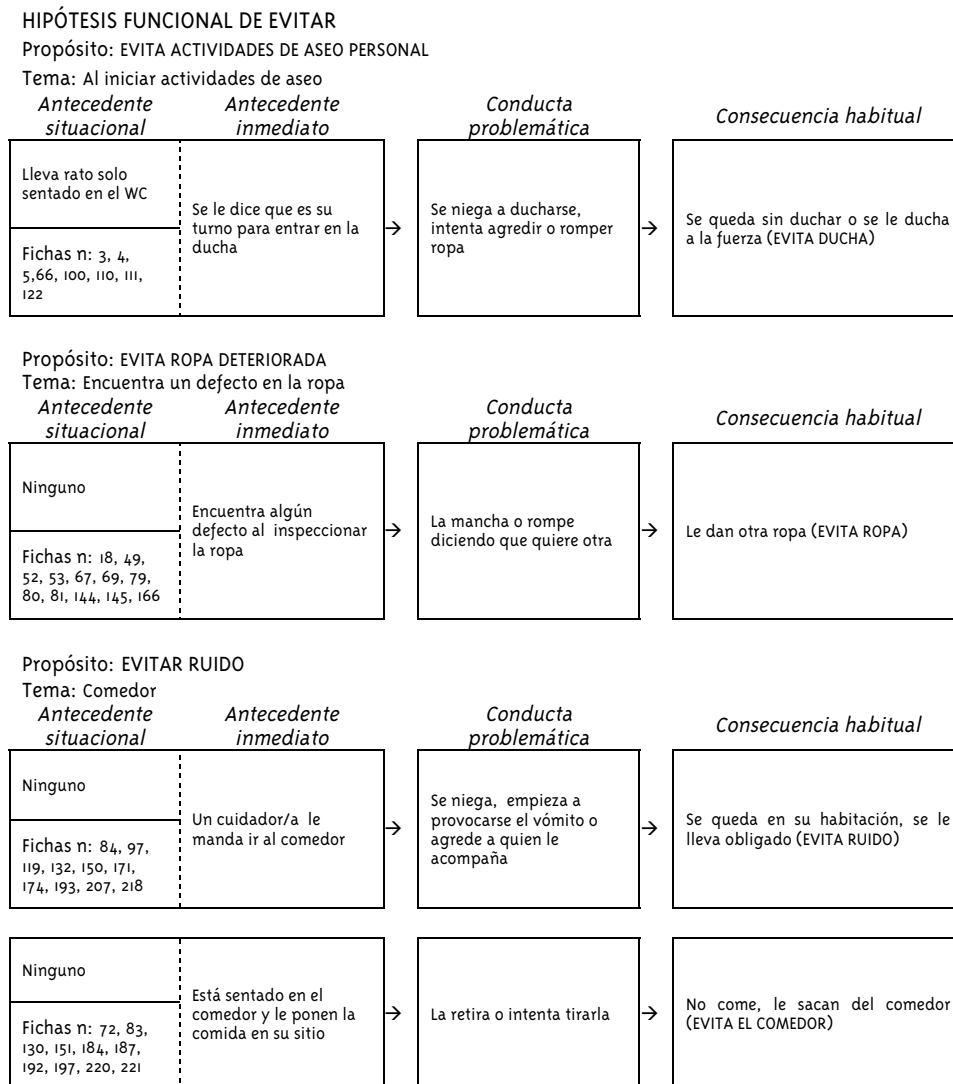 HIPÓTESIS FUNCIONAL DE EVITAR
Propósito: EVITA ACTIVIDADES DE ASEO PERSONAL
Tema: Al iniciar actividades de aseo
Antecedente situacional
Antecedente inmediato
Conducta problemática
Consecuencia habitual
Lleva rato solo
sentado en el WC
Fichas n: 3, 4,
5,66, 100, 110, 111,
122
Se le dice que es su
turno para entrar en la
ducha
→
Se niega a ducharse,
intenta agredir o romper
ropa
→
Se queda sin duchar o se le ducha
a la fuerza (EVITA DUCHA)
Propósito: EVITA ROPA DETERIORADA
Tema: Encuentra un defecto en la ropa
Antecedente situacional
Antecedente inmediato
Conducta problemática
Consecuencia habitual
Ninguno
Fichas n: 18, 49,
52, 53, 67, 69, 79,
80, 81, 144, 145, 166
Encuentra algún
defecto al inspeccionar
la ropa
→
La mancha o rompe
diciendo que quiere otra
→
Le dan otra ropa (EVITA ROPA)
Propósito: EVITAR RUIDO
Tema: Comedor
Antecedente situacional
Antecedente inmediato
Conducta problemática
Consecuencia habitual
Ninguno
Fichas n: 84, 97,
119, 132, 150, 171,
174, 193, 207, 218
Un cuidador/a le
manda ir al comedor
→
Se niega, empieza a
provocarse el vómito o
agrede a quien le
acompaña
→
Se queda en su habitación, se le
lleva obligado (EVITA RUIDO)
Ninguno
Fichas n: 72, 83,
130, 151, 184, 187,
192, 197, 220, 221
Está sentado en el
comedor y le ponen la
comida en su sitio
→
La retira o intenta tirarla
→
No come, le sacan del comedor
(EVITA EL COMEDOR)